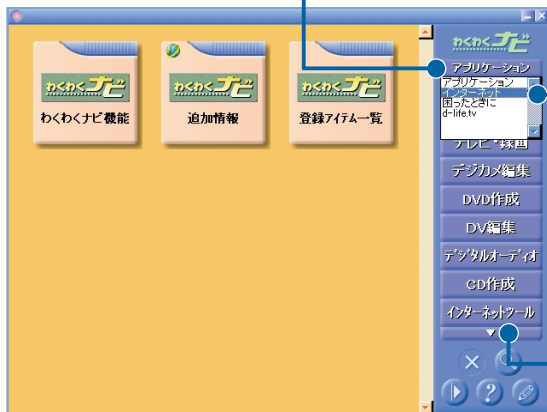 わくわくナビ
わくわくナビ機能
わくわくナビ
追加情報
わくわくナビ
登録アイテム一覧
わくわくナビ
アプリケーション
アプリケーション
インターネット
困ったときに
d-life.tv
テレビ・録画
デジカメ編集
DVD作成
DV編集
デジタルオーディオ
CD作成
インターネットツール